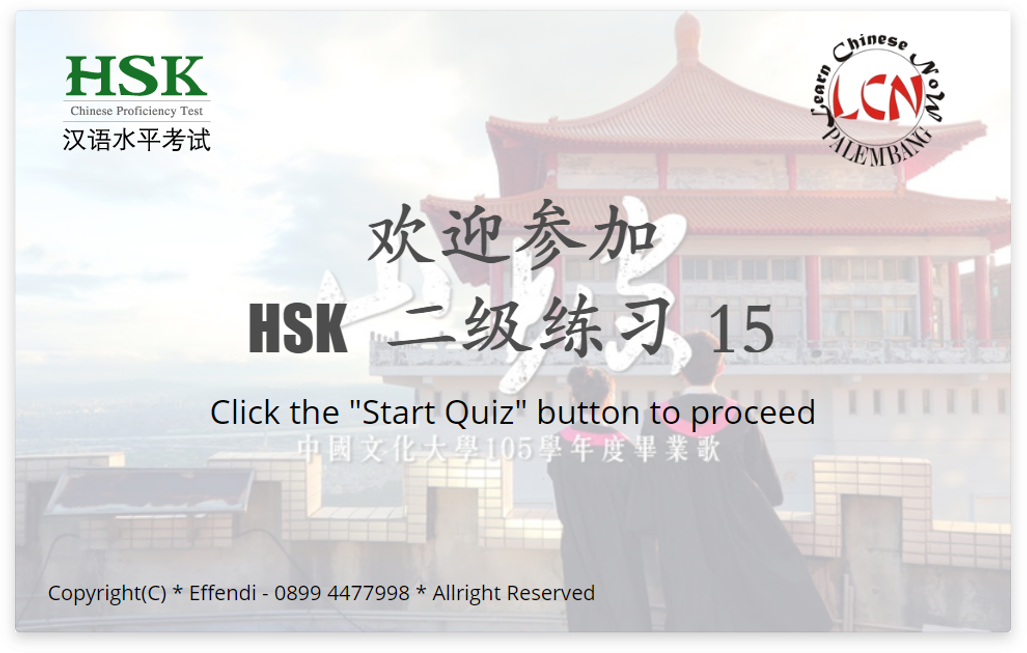 HSK
Chinese Proficiency Test
汉语水平考试
Learn Chinese NoW
LCN
PALEMBANG
欢迎参加
HSK 二级练习 15
Click the "Start Quiz" button to proceed
中國文化大學105學年度畢業歌
Copyright(C) * Effendi - 0899 4477998 * Allright Reserved